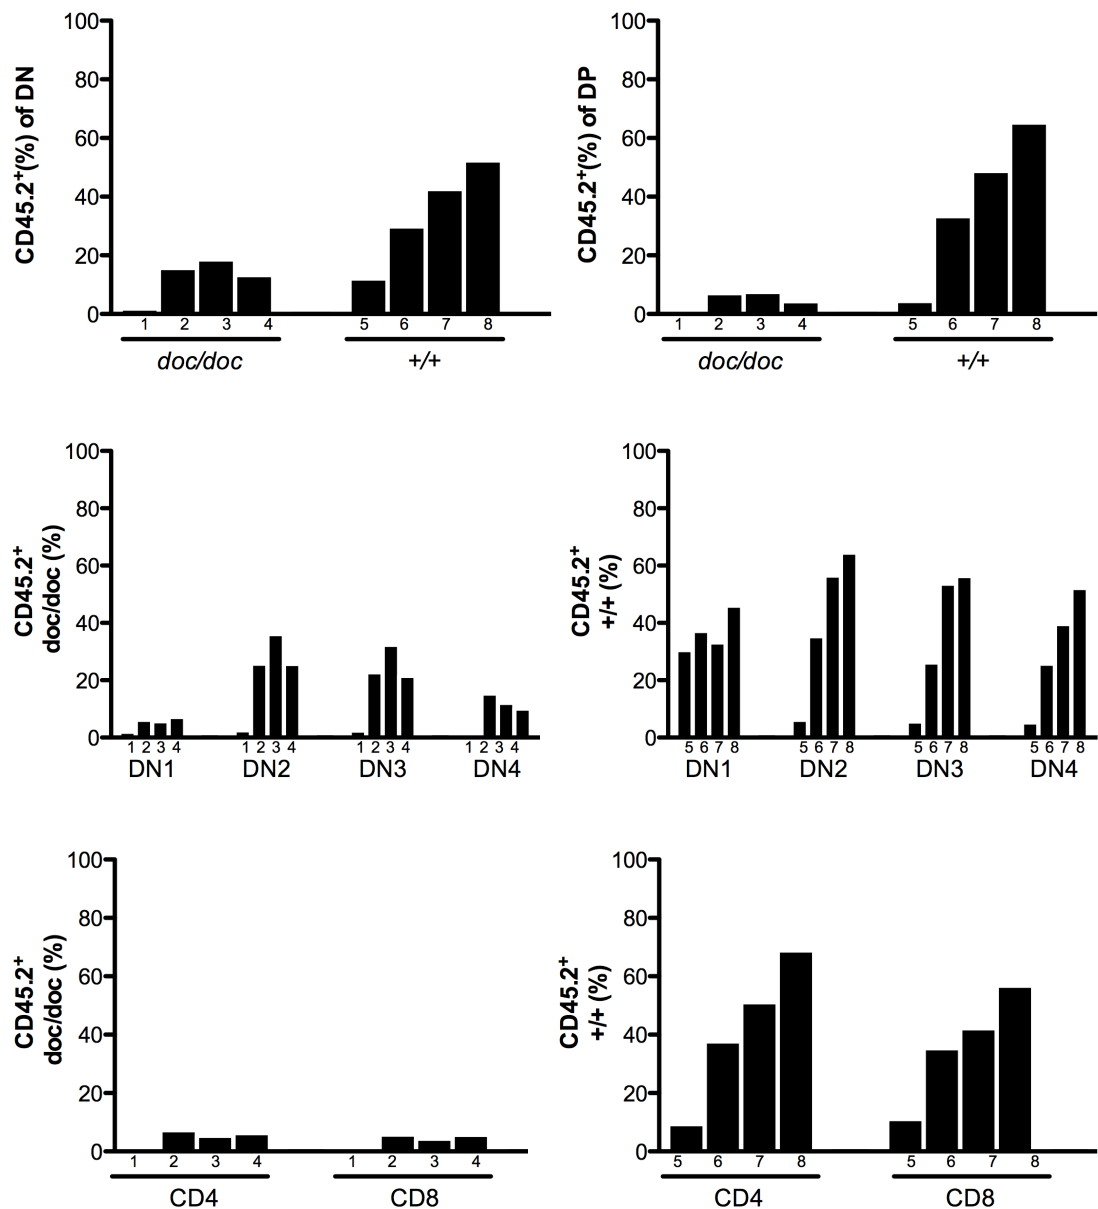 CD45.2⁺(%) of DN
100
80
60
40
20
0
1 2 3 4 5 6 7 8
doc/doc +/+
CD45.2⁺(%) of DP
100
80
60
40
20
0
1 2 3 4 5 6 7 8
doc/doc +/+
CD45.2⁺
doc/doc (%)
100
80
60
40
20
0
1 2 3 4 1 2 3 4 1 2 3 4 1 2 3 4
DN1 DN2 DN3 DN4
CD45.2⁺
+/+ (%)
100
80
60
40
20
0
5 6 7 8 5 6 7 8 5 6 7 8 5 6 7 8
DN1 DN2 DN3 DN4
CD45.2⁺
doc/doc (%)
100
80
60
40
20
0
1 2 3 4 1 2 3 4
CD4 CD8
CD45.2⁺
+/+ (%)
100
80
60
40
20
0
5 6 7 8 5 6 7 8
CD4 CD8